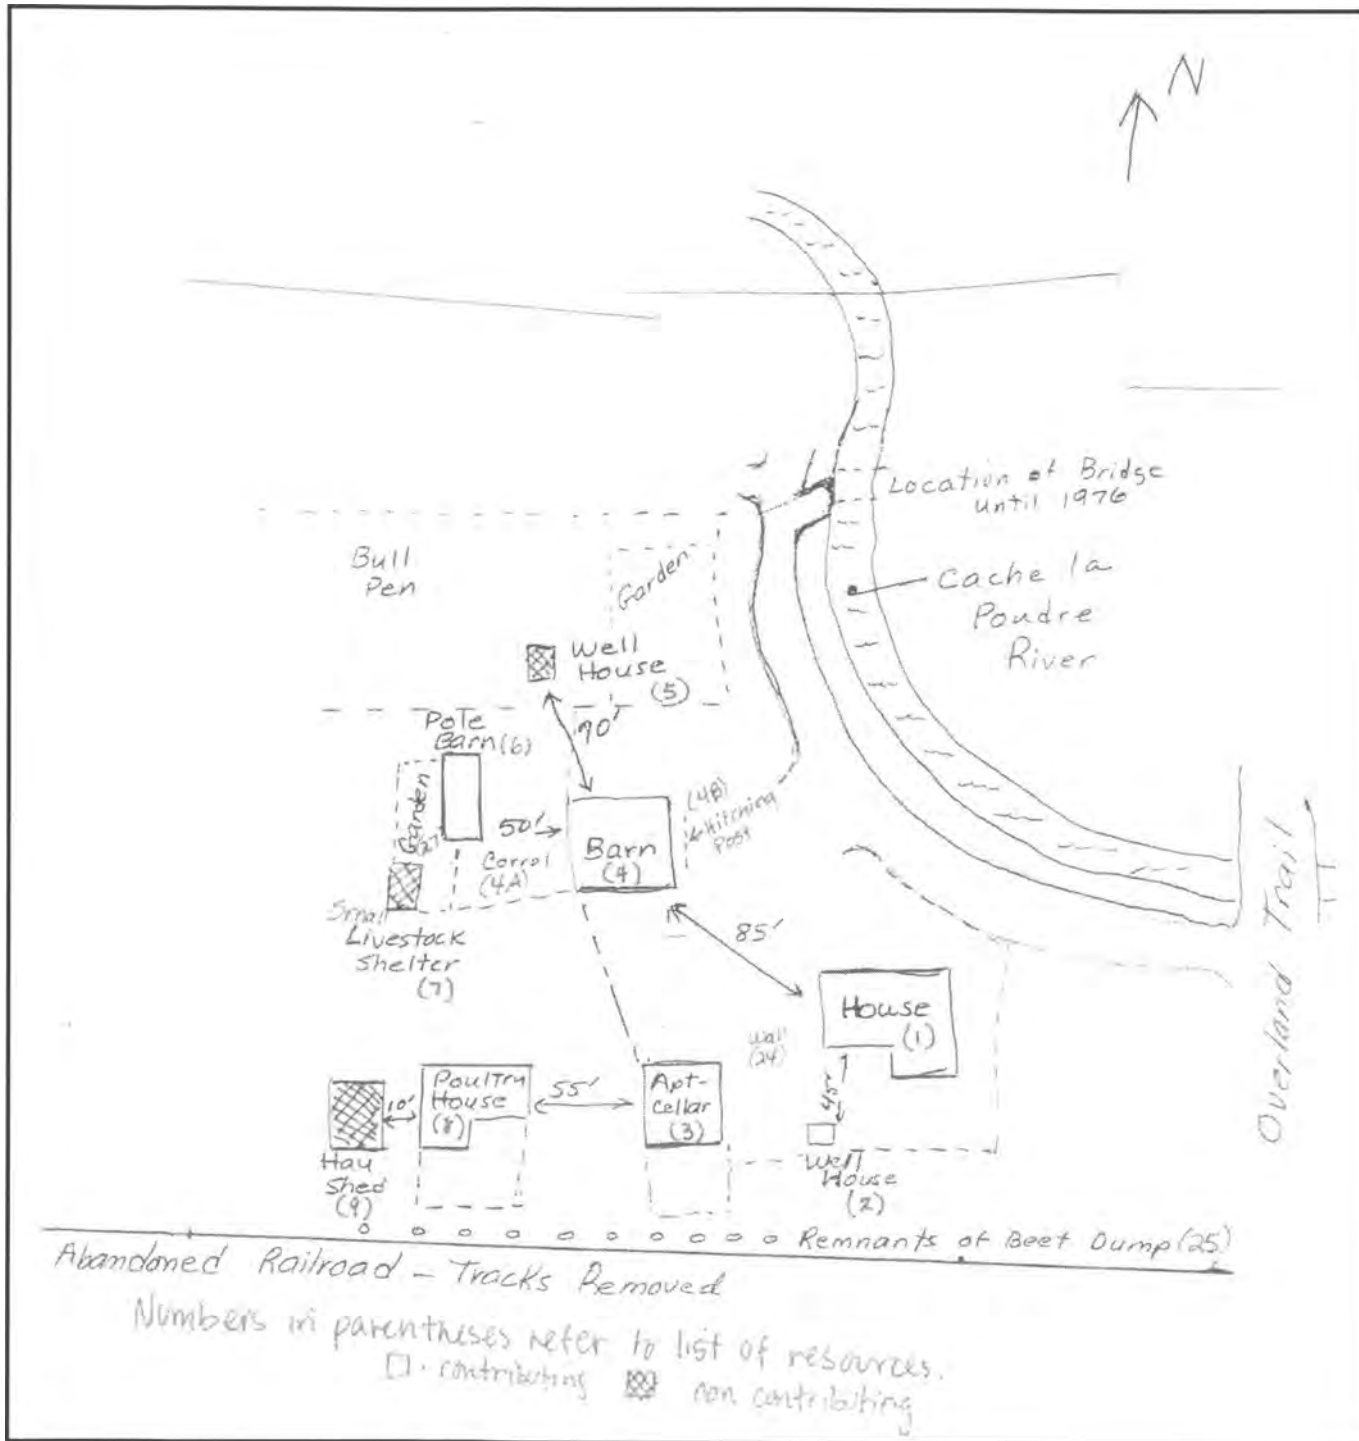 N
Location of Bridge
until 1976
Cache la
Poudre
River
Bull
Pen
Garden
Well
House
(5)
90'
Pole
Barn (6)
Garden
(27)
50'
Corral
(4A)
Barn
(4)
(4B)
Hitching
Post
Small
Livestock
Shelter
(7)
85'
House
(1)
Wall
(24)
45'
Well
House
(2)
Apt-
Cellar
(3)
55'
Poultry
House
(8)
10'
Hay
Shed
(9)
Overland Trail
Remnants of Beet Dump (25)
Abandoned Railroad - Tracks Removed
Numbers in parentheses refer to list of resources.
contributing non contributing